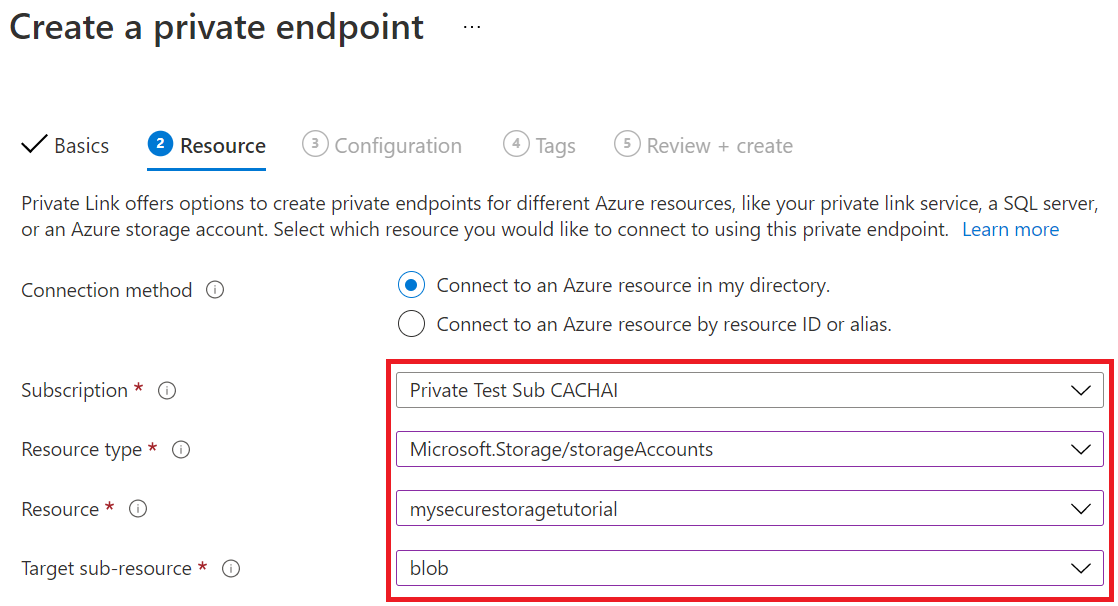 Create a private endpoint ...
Basics 2 Resource 3 Configuration 4 Tags 5 Review + create
Private Link offers options to create private endpoints for different Azure resources, like your private link service, a SQL server,
or an Azure storage account. Select which resource you would like to connect to using this private endpoint. Learn more
Connection method
Connect to an Azure resource in my directory.
Connect to an Azure resource by resource ID or alias.
Subscription * Private Test Sub CACHAI
Resource type * Microsoft.Storage/storageAccounts
Resource * mysecurestoragetutorial
Target sub-resource * blob